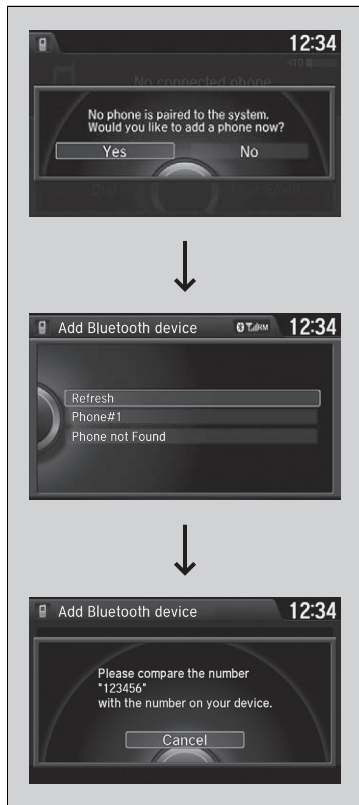 12:34
No connected phone
No phone is paired to the system.
Would you like to add a phone now?
Yes No
Dial
Add Bluetooth device RM 12:34
Refresh
Phone#1
Phone not Found
Add Bluetooth device 12:34
Please compare the number
"123456"
with the number on your device.
Cancel